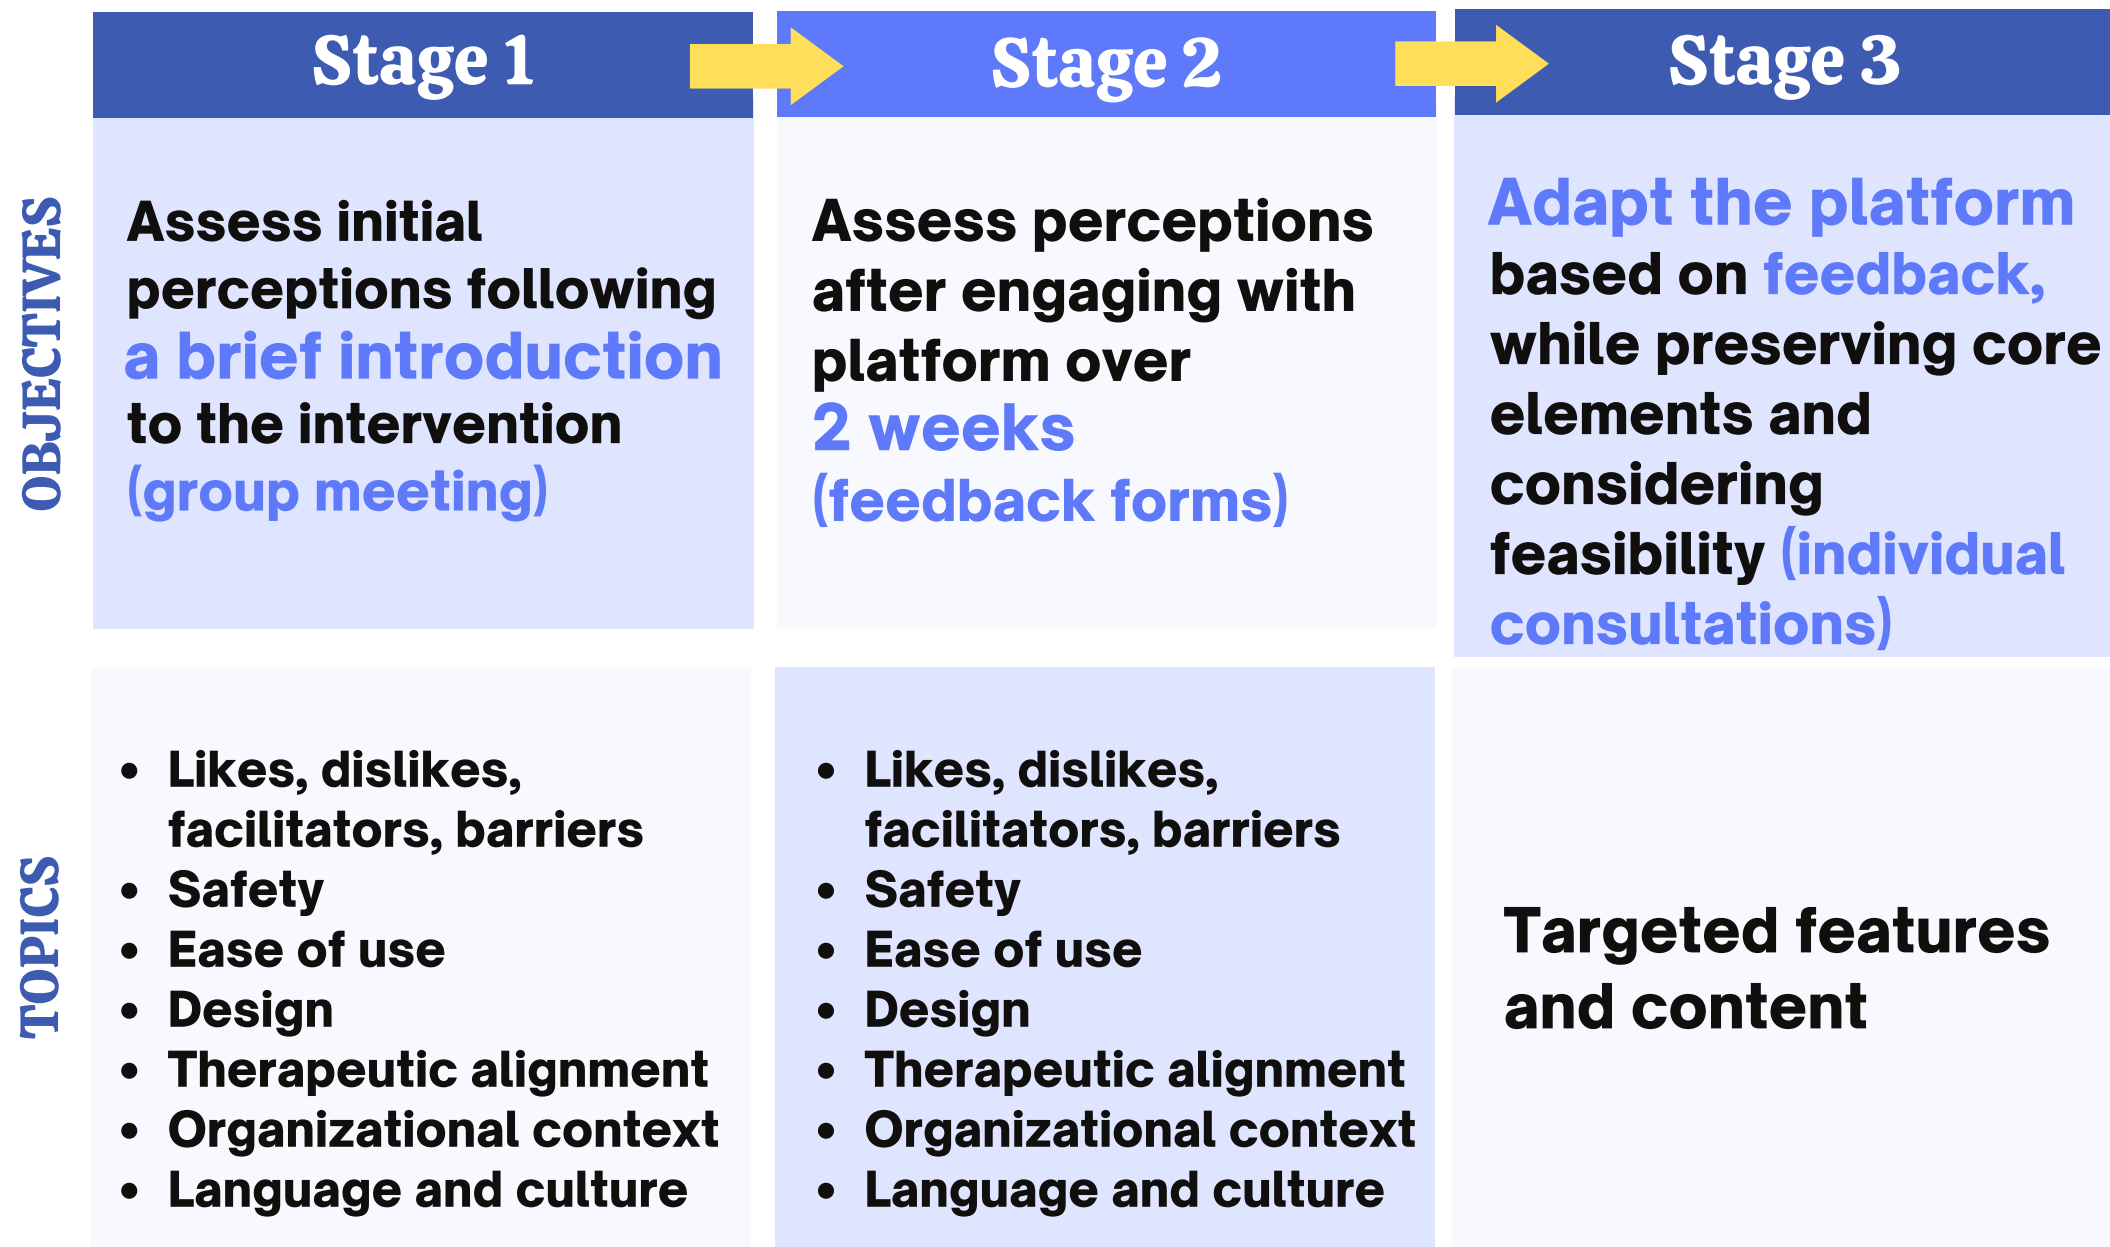 Stage 1
Stage 2
Stage 3
OBJECTIVES
Assess initial
perceptions following
a brief introduction
to the intervention
(group meeting)
Assess perceptions
after engaging with
platform over
2 weeks
(feedback forms)
Adapt the platform
based on feedback,
while preserving core
elements and
considering
feasibility (individual
consultations)
TOPICS
• Likes, dislikes,
facilitators, barriers
• Safety
• Ease of use
• Design
• Therapeutic alignment
• Organizational context
• Language and culture
• Likes, dislikes,
facilitators, barriers
• Safety
• Ease of use
• Design
• Therapeutic alignment
• Organizational context
• Language and culture
Targeted features
and content